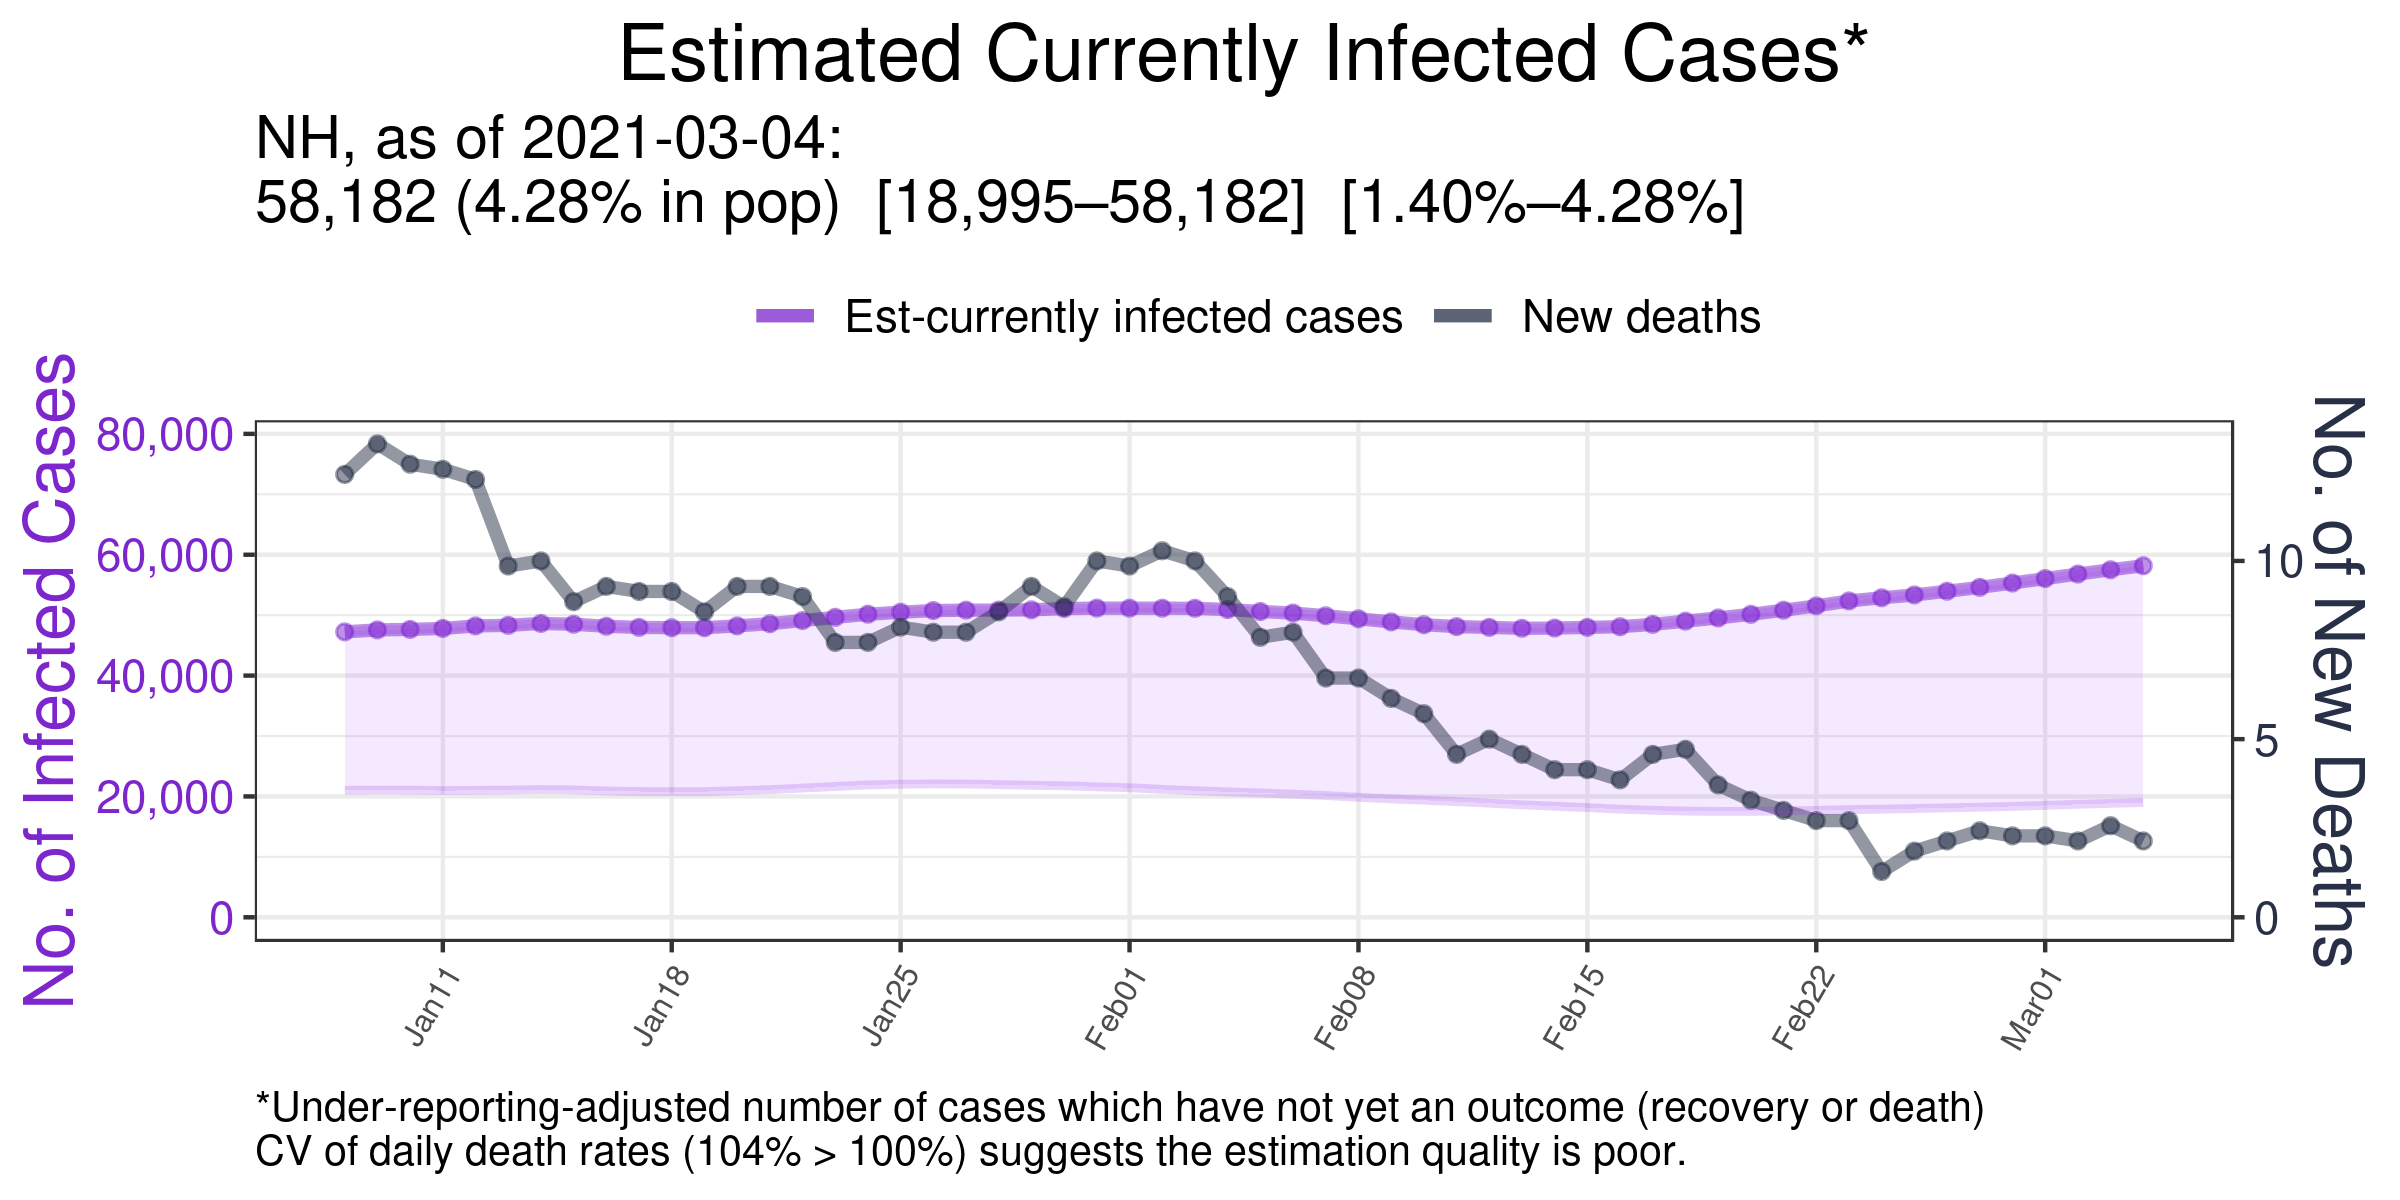 Estimated Currently Infected Cases*
NH, as of 2021-03-04:
58,182 (4.28% in pop)  [18,995–58,182]  [1.40%–4.28%]
Est-currently infected cases
New deaths
No. of Infected Cases
80,000
60,000
40,000
20,000
0
No. of New Deaths
10
5
0
Jan11
Jan18
Jan25
Feb01
Feb08
Feb15
Feb22
Mar01
*Under-reporting-adjusted number of cases which have not yet an outcome (recovery or death)
CV of daily death rates (104% > 100%) suggests the estimation quality is poor.